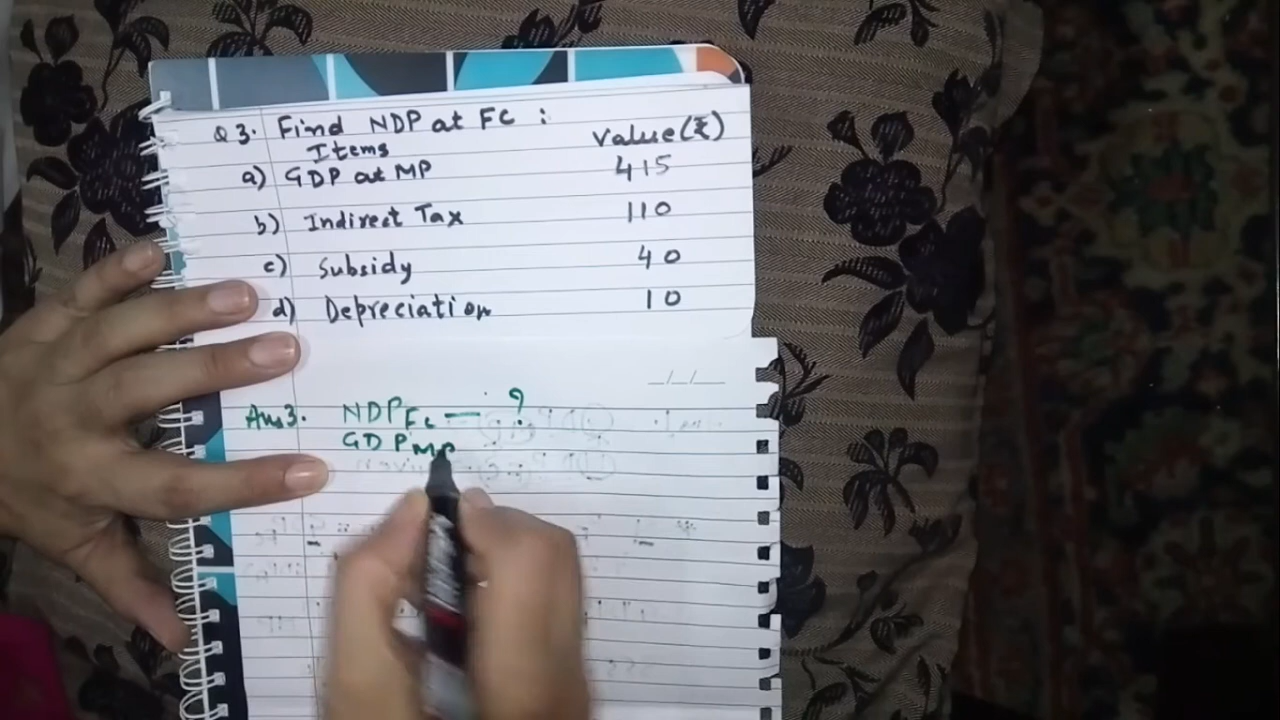 Q3. Find NDP at FC :
Items Value(₹)
a) GDP at MP 415
b) Indirect Tax 110
c) Subsidy 40
d) Depreciation 10
_/_/__
Ans3. NDPFC — ?
GDPMP